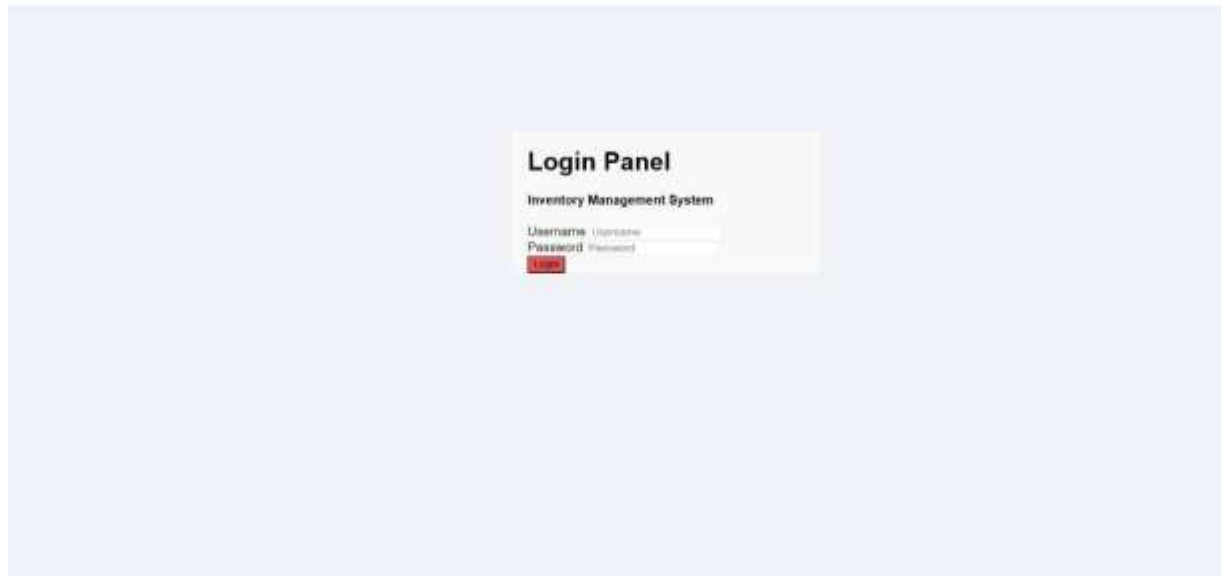 Login Panel
Inventory Management System
Username Username
Password Password
Login